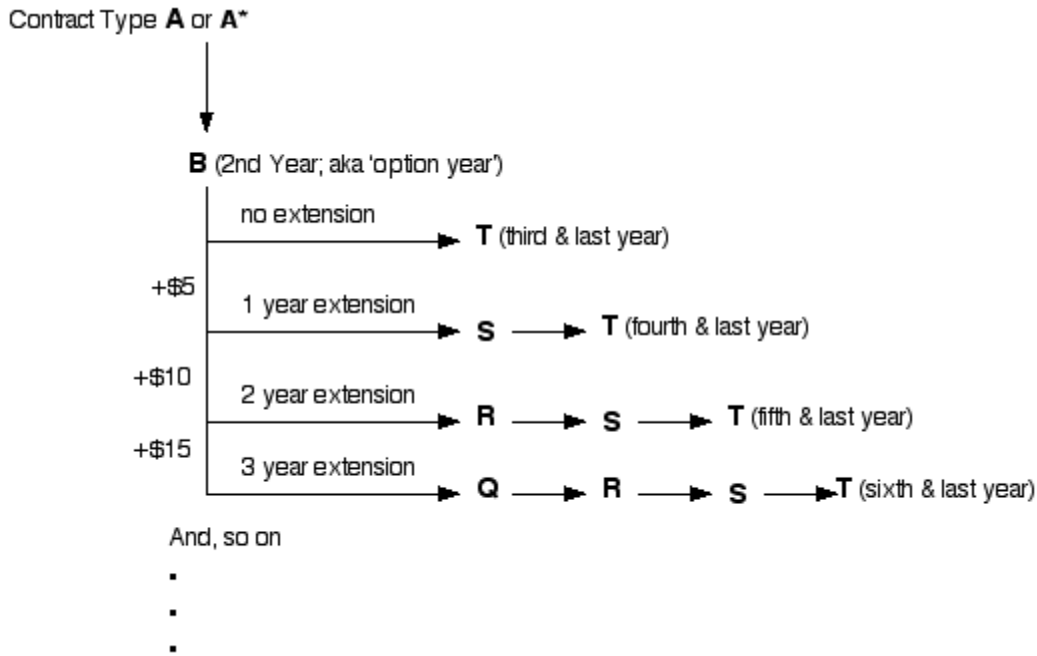 Contract Type A or A*
B (2nd Year; aka 'option year')
no extension
T (third & last year)
+$5
1 year extension
S
T (fourth & last year)
+$10
2 year extension
R
S
T (fifth & last year)
+$15
3 year extension
Q
R
S
T (sixth & last year)
And, so on